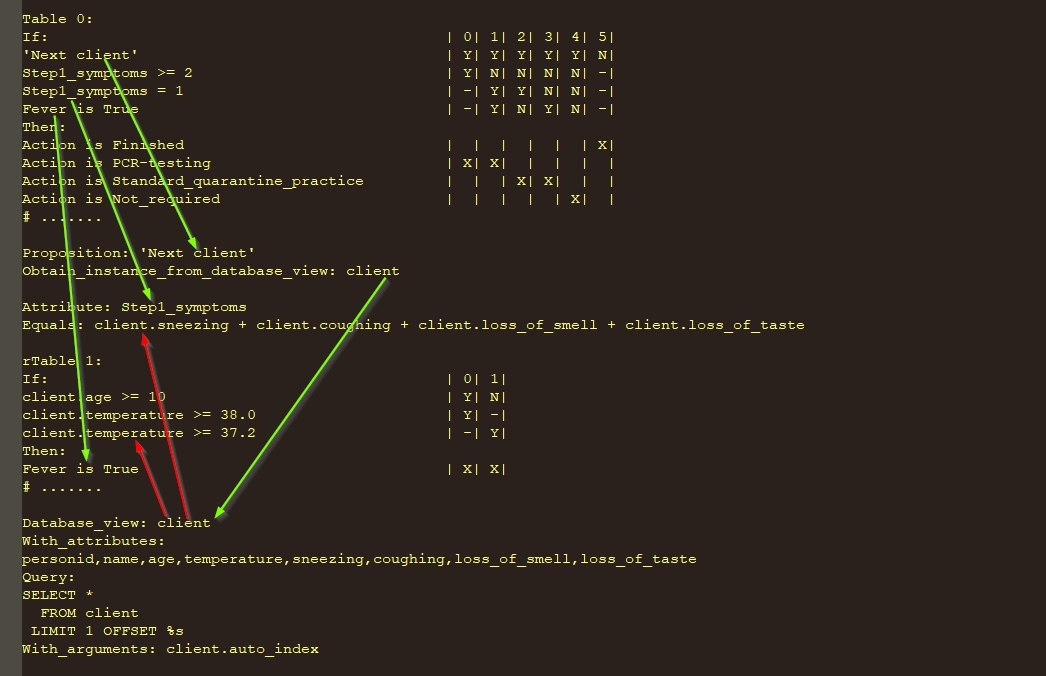 Table 0:
If:                                            | 0| 1| 2| 3| 4| 5|
'Next client'                                  | Y| Y| Y| Y| Y| N|
Step1_symptoms >= 2                            | Y| N| N| N| N| -|
Step1_symptoms = 1                             | -| Y| Y| N| N| -|
Fever is True                                  | -| Y| N| Y| N| -|
Then:
Action is Finished                             |  |  |  |  |  | X|
Action is PCR-testing                          | X| X|  |  |  |  |
Action is Standard_quarantine_practice         |  |  | X| X|  |  |
Action is Not_required                         |  |  |  |  | X|  |
# .......
Proposition: 'Next client'
Obtain_instance_from_database_view: client
Attribute: Step1_symptoms
Equals: client.sneezing + client.coughing + client.loss_of_smell + client.loss_of_taste
rTable 1:
If:                                            | 0| 1|
client.age >= 10                               | Y| N|
client.temperature >= 38.0                     | Y| -|
client.temperature >= 37.2                     | -| Y|
Then:
Fever is True                                  | X| X|
# .......
Database_view: client
With_attributes:
personid,name,age,temperature,sneezing,coughing,loss_of_smell,loss_of_taste
Query:
SELECT *
  FROM client
 LIMIT 1 OFFSET %s
With_arguments: client.auto_index